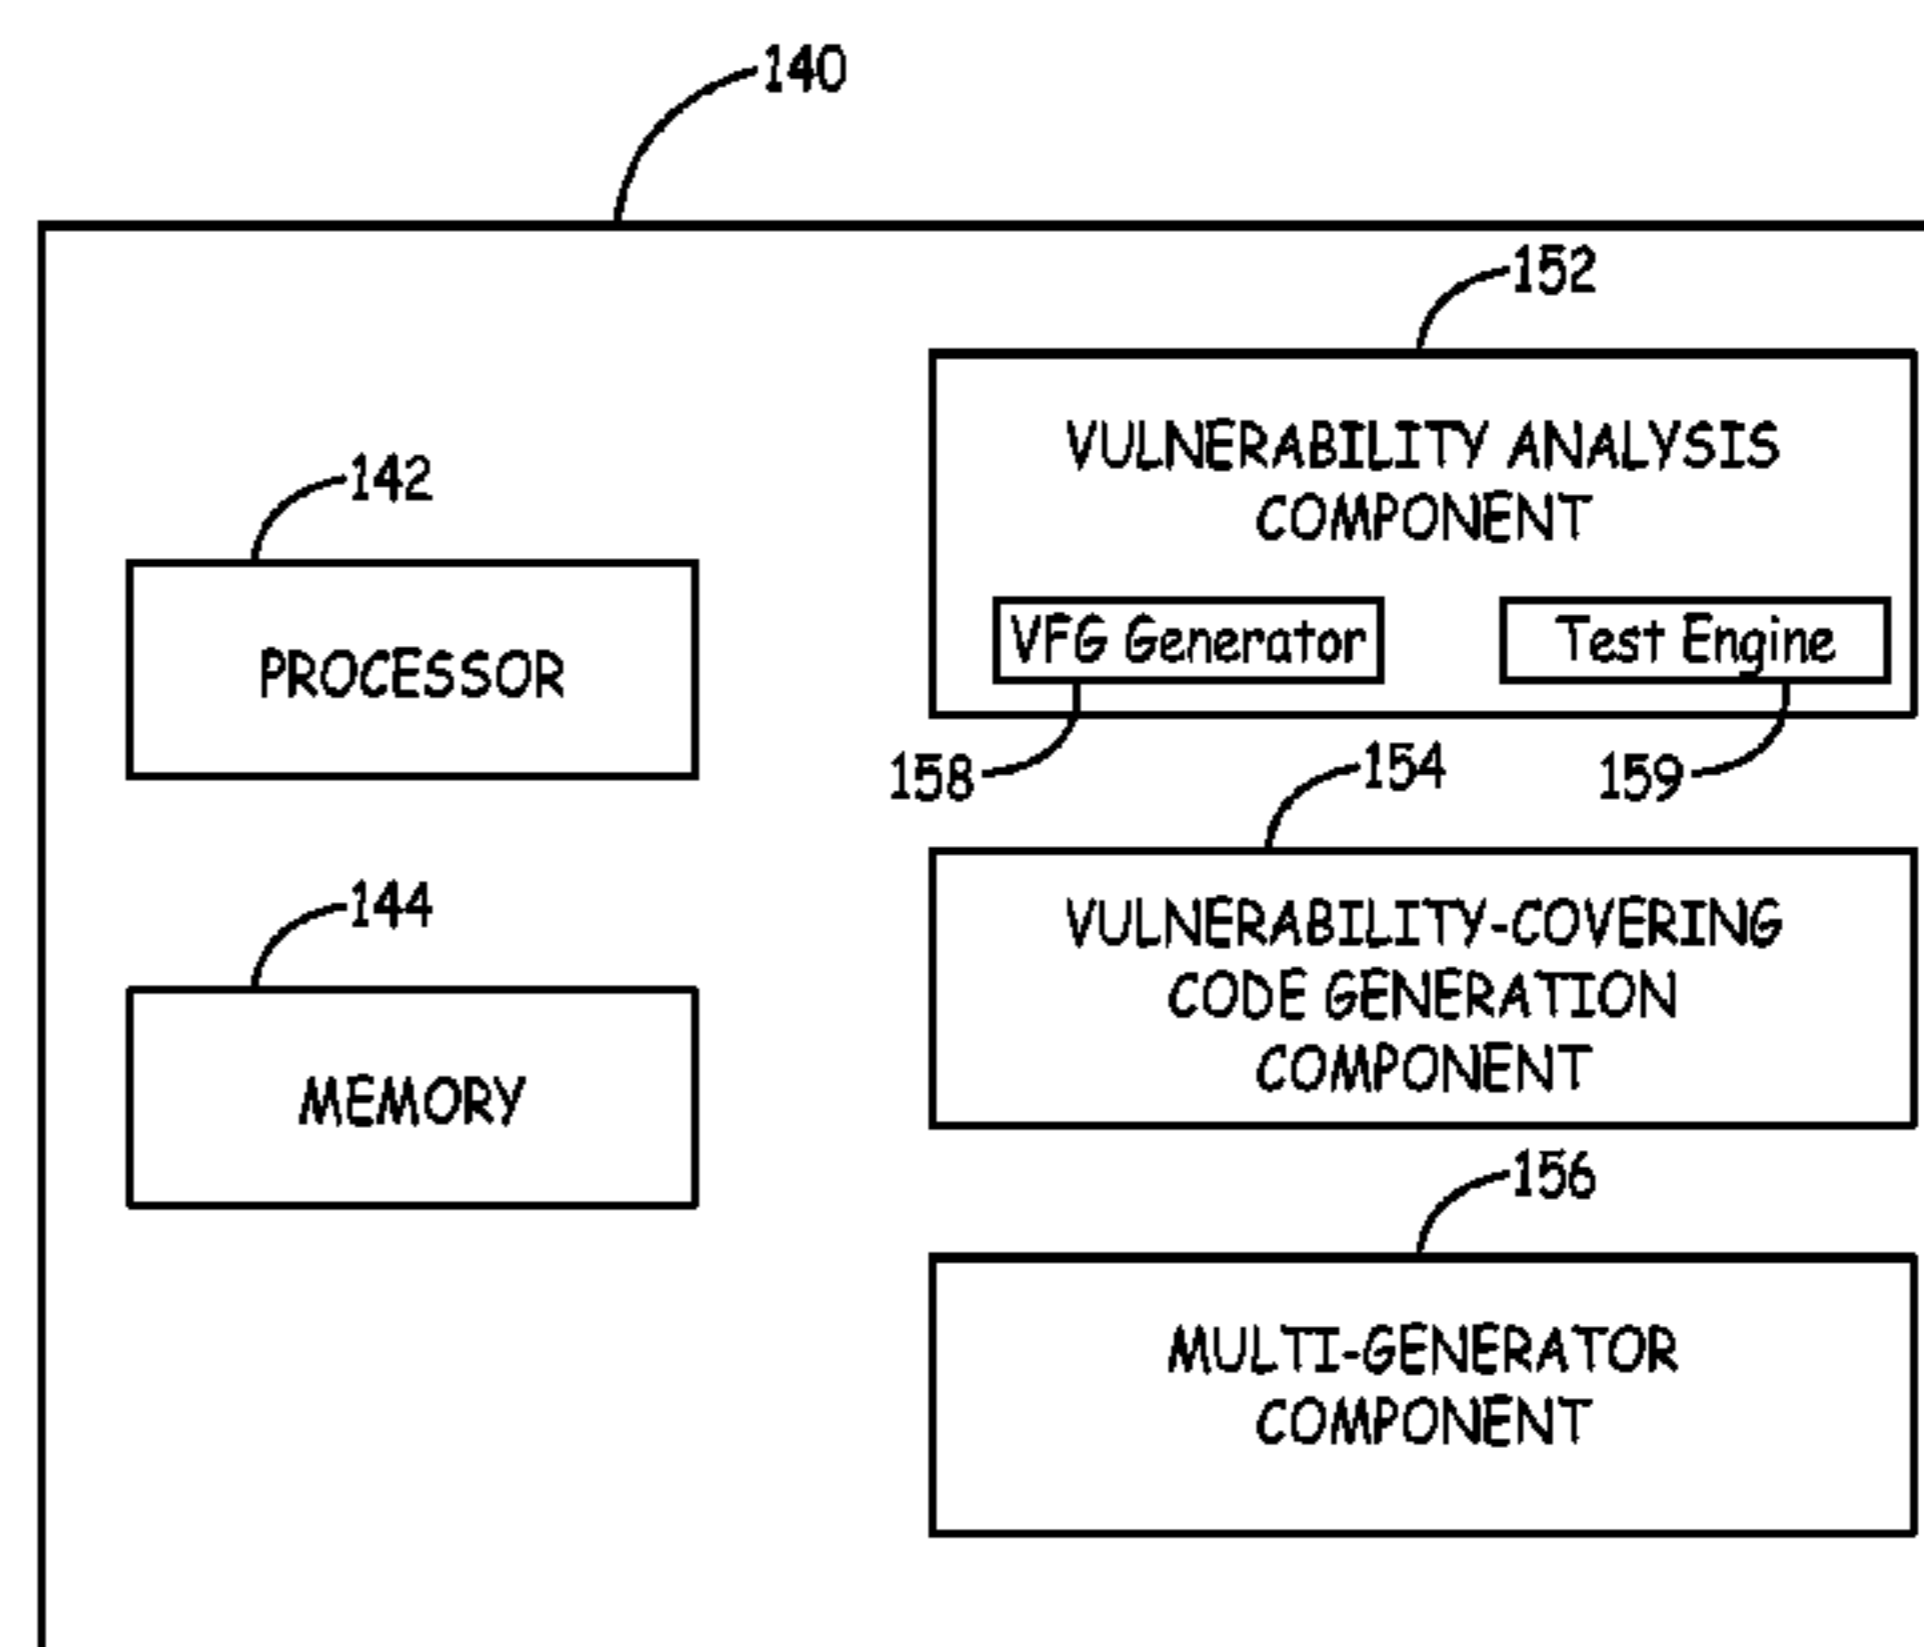 140
152
VULNERABILITY ANALYSIS
COMPONENT
142
VFG Generator
Test Engine
PROCESSOR
158
154
159
144
VULNERABILITY-COVERING
CODE GENERATION
COMPONENT
MEMORY
156
MULTI-GENERATOR
COMPONENT